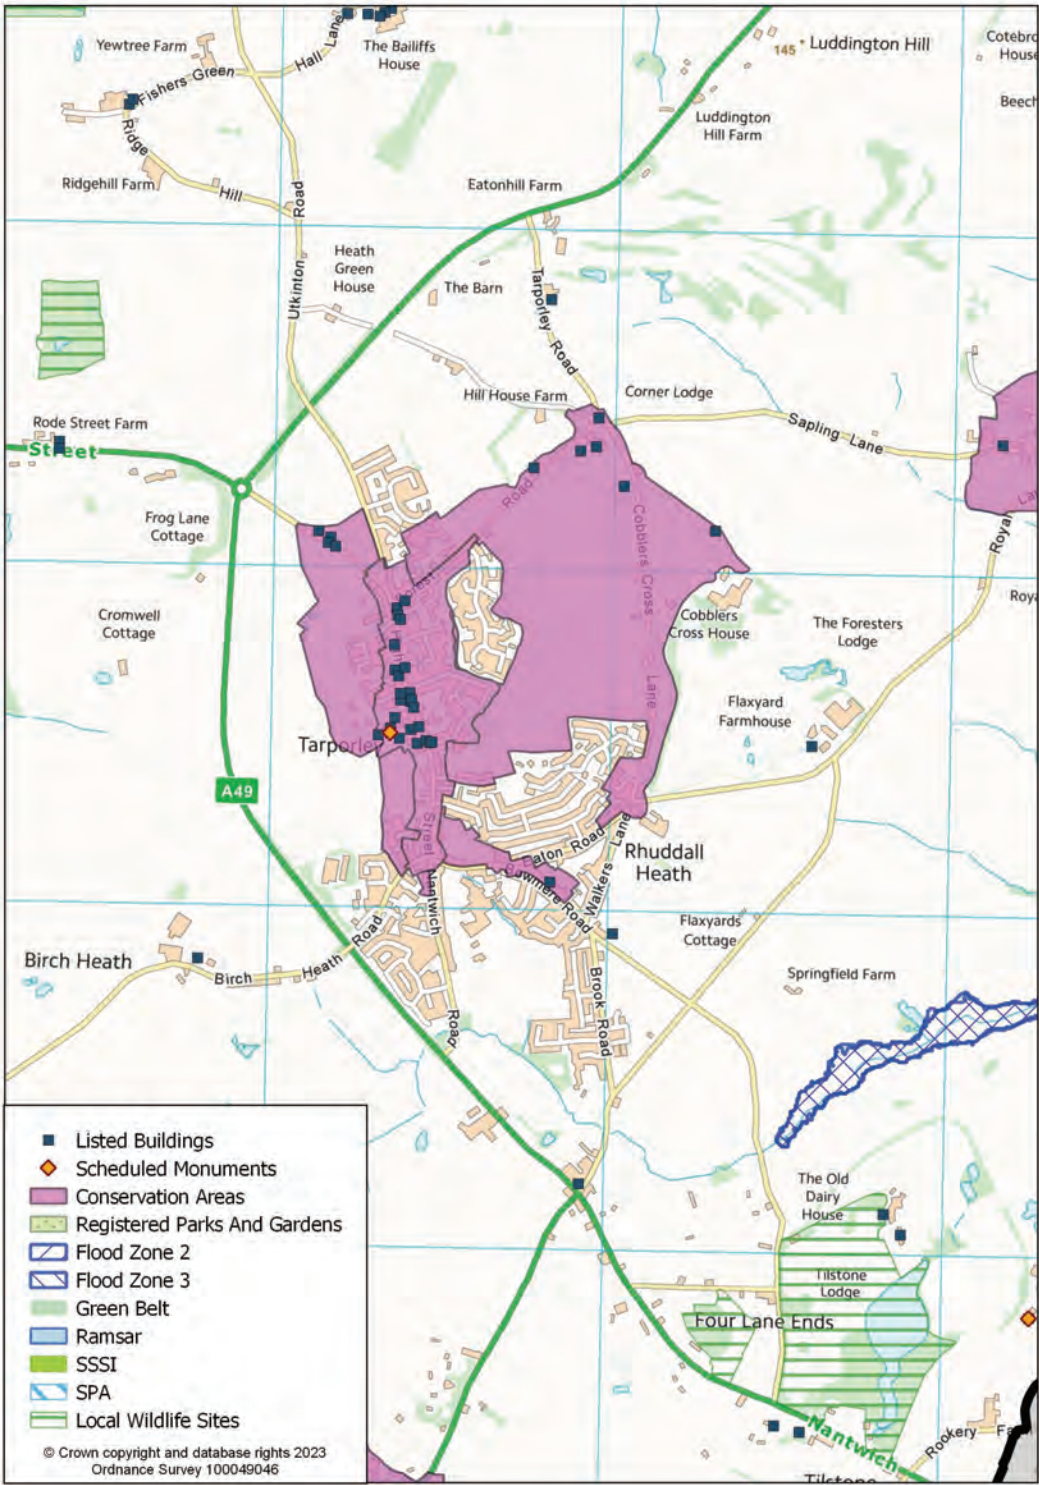 Yewtree Farm
Hall Lane
The Bailiffs
House
145
Luddington Hill
Fishers Green
Luddington
Hill Farm
Ridge
Hill
Ridgehill Farm
Eatonhill Farm
Utkinton
Road
Heath
Green
House
The Barn
Tarporley
Road
Hill House Farm
Corner Lodge
Sapling Lane
Rode Street Farm
Street
Road
Frog Lane
Cottage
Cobblers Cross
Lane
Cromwell
Cottage
Cobblers
Cross House
The Foresters
Lodge
Flaxyard
Farmhouse
A49
Street
Eaton Road
Walkers Lane
Rhuddall
Heath
Bowmere Road
Nantwich
Road
Flaxyards
Cottage
Birch Heath
Birch Heath Road
Springfield Farm
Brook Road
The Old
Dairy
House
Tilstone
Lodge
Four Lane Ends
Nantwich
Rookery
Listed Buildings
Scheduled Monuments
Conservation Areas
Registered Parks And Gardens
Flood Zone 2
Flood Zone 3
Green Belt
Ramsar
SSSI
SPA
Local Wildlife Sites
© Crown copyright and database rights 2023
Ordnance Survey 100049046